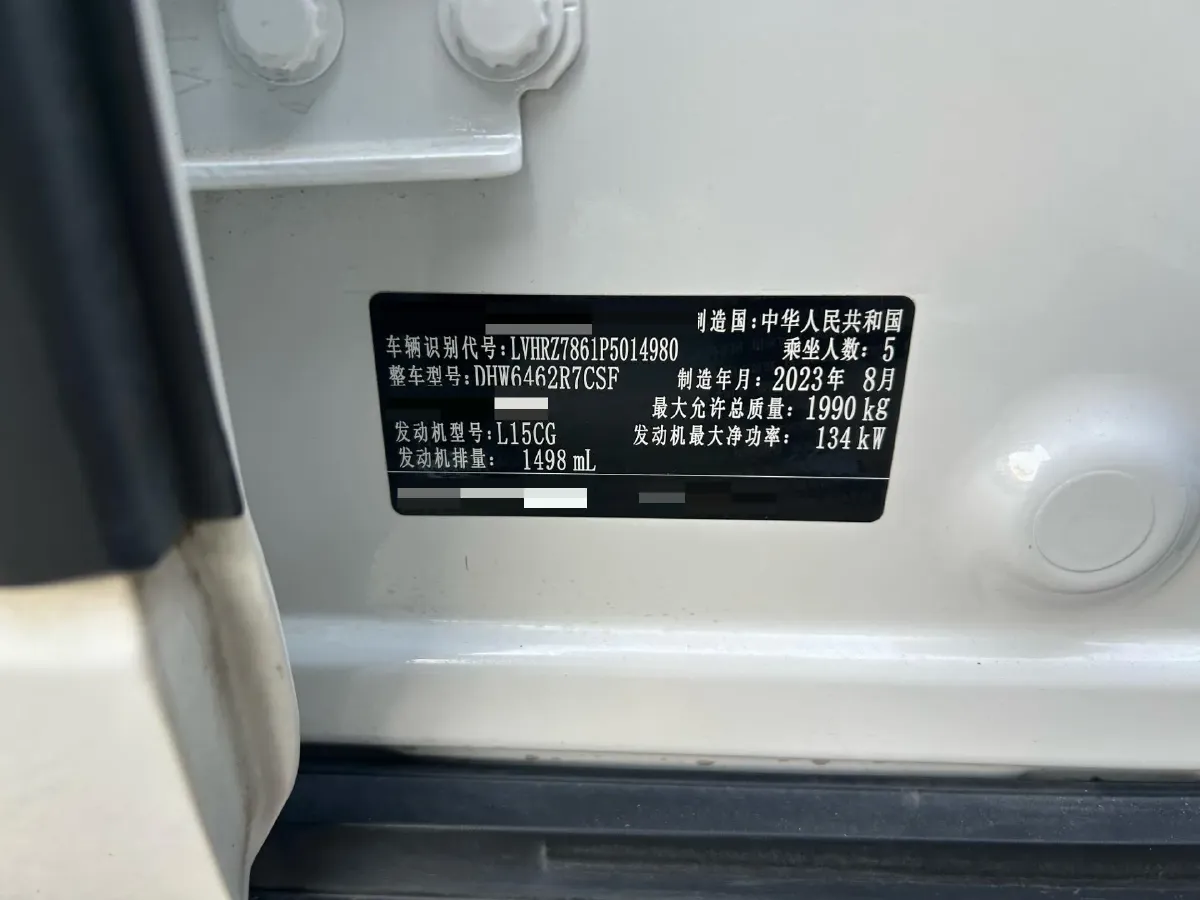 制造国:中华人民共和国
车辆识别代号:LVHRZ7861P5014980 乘坐人数: 5
整车型号:DHW6462R7CSF 制造年月: 2023年 8月
最大允许总质量: 1990 kg
发动机型号:L15CG 发动机最大净功率: 134 kW
发动机排量: 1498 mL